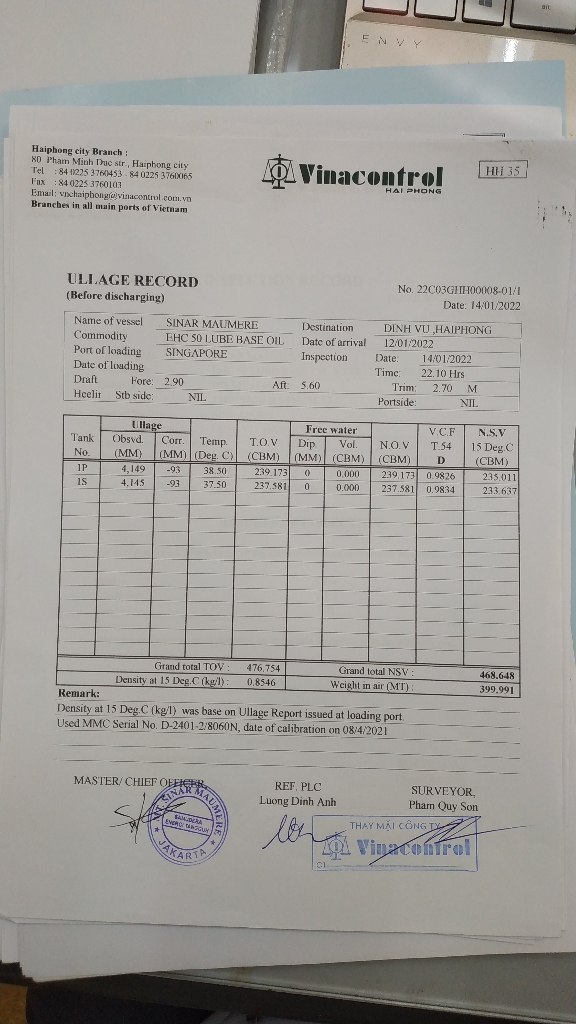 ENVY
Haiphong city Branch :
80 Pham Minh Duc str., Haiphong city
Tel : 84 0225 3760453 - 84 0225 3760065
Fax : 84 0225 3760103
Email: vnchaiphong@vinacontrol.com.vn
Branches in all main ports of Vietnam
Vinacontrol
HAI PHONG
HH 35
ULLAGE RECORD
(Before discharging)
No. 22C03GHH00008-01/1
Date: 14/01/2022
Name of vessel SINAR MAUMERE Destination DINH VU ,HAIPHONG
Commodity EHC 50 LUBE BASE OIL Date of arrival 12/01/2022
Port of loading SINGAPORE Inspection Date: 14/01/2022
Date of loading Time: 22.10 Hrs
Draft Fore: 2.90 Aft: 5.60 Trim: 2.70 M
Heelir Stb side: NIL Portside: NIL
Tank No. Ullage Obsvd. (MM) Corr. (MM) Temp. (Deg. C) T.O.V (CBM) Free water Dip. (MM) Vol. (CBM) N.O.V (CBM) V.C.F T.54 D N.S.V 15 Deg.C (CBM)
1P 4,149 -93 38.50 239.173 0 0.000 239.173 0.9826 235.011
1S 4,145 -93 37.50 237.581 0 0.000 237.581 0.9834 233.637
Grand total TOV : 476.754 Grand total NSV : 468.648
Density at 15 Deg.C (kg/l) : 0.8546 Weight in air (MT) : 399.991
Remark:
Density at 15 Deg.C (kg/l) was base on Ullage Report issued at loading port
Used MMC Serial No. D-2401-2/8060N, date of calibration on 08/4/2021
MASTER/ CHIEF OFFICER,
REF. PLC
Luong Dinh Anh
SURVEYOR,
Pham Quy Son
MT SINAR MAUMERE
SAMUDERA
ENERGI TANGGUH
★ JAKARTA ★
THAY MẶT CÔNG TY
Vinacontrol
C1